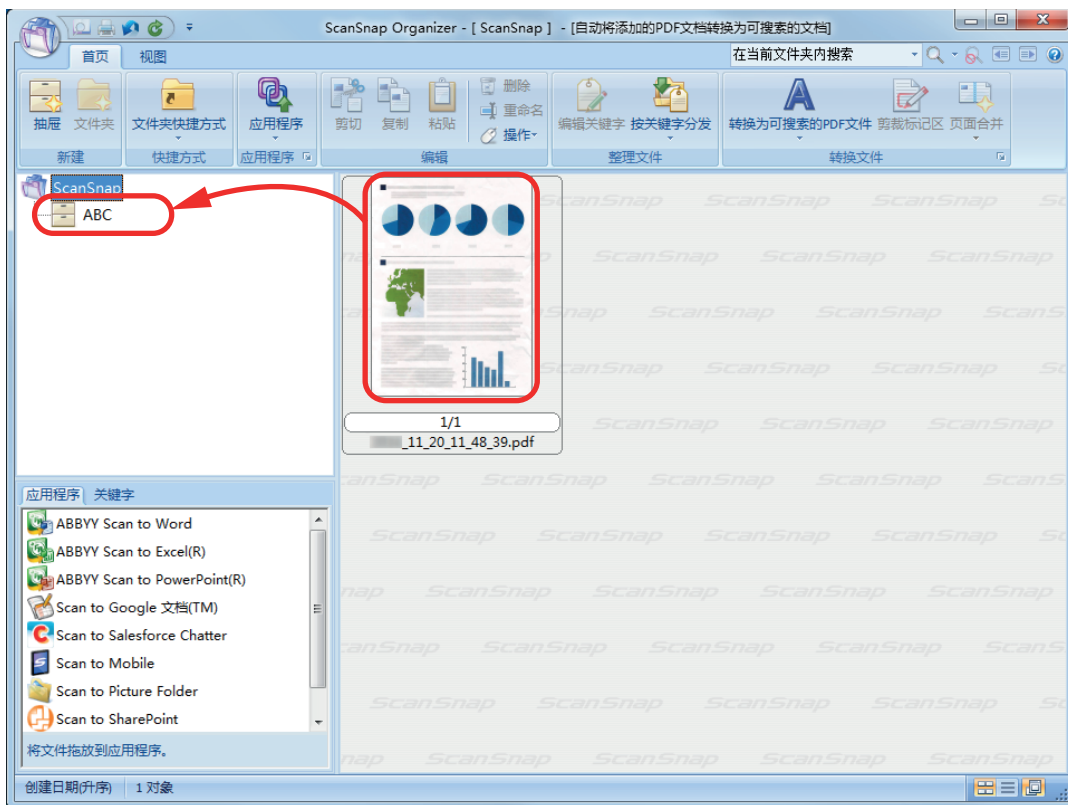 ScanSnap Organizer - [ ScanSnap ] - [自动将添加的PDF文档转换为可搜索的文档]
首页 视图 在当前文件夹内搜索
抽屉 文件夹 文件夹快捷方式 应用程序 剪切 复制 粘贴 删除 重命名 操作 编辑关键字 按关键字分发 转换为可搜索的PDF文件 剪裁标记区 页面合并
新建 快捷方式 应用程序 编辑 整理文件 转换文件
ScanSnap
ABC
1/1
_11_20_11_48_39.pdf
应用程序 关键字
ABBYY Scan to Word
ABBYY Scan to Excel(R)
ABBYY Scan to PowerPoint(R)
Scan to Google 文档(TM)
Scan to Salesforce Chatter
Scan to Mobile
Scan to Picture Folder
Scan to SharePoint
将文件拖放到应用程序。
创建日期(升序) 1 对象